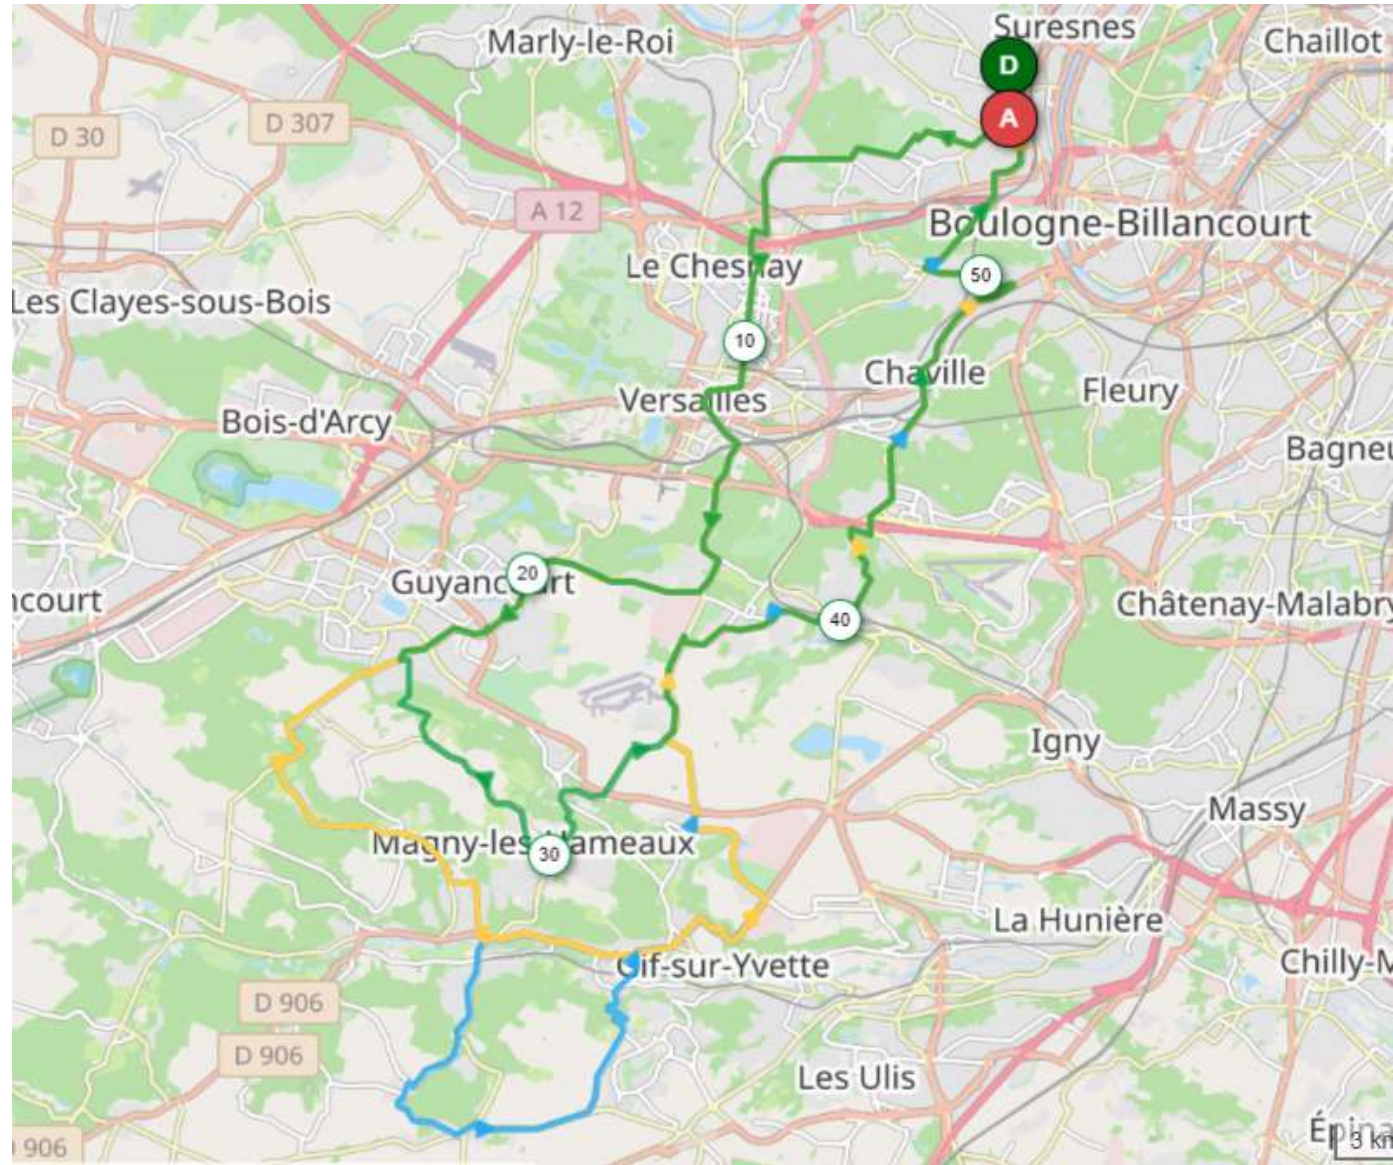 Suresnes
Marly-le-Roi
Chaillot
D
A
D 307
D 30
A 12
Boulogne-Billancourt
Le Chesnay
50
Les Clayes-sous-Bois
10
Chaville
Fleury
Versailles
Bois-d'Arcy
Bagneu
20
Guyancourt
ncourt
Châtenay-Malabry
40
Igny
Massy
Magny-les-Hameaux
30
La Hunière
Gif-sur-Yvette
Chilly-M
D 906
D 906
Les Ulis
Épina
3 km
906